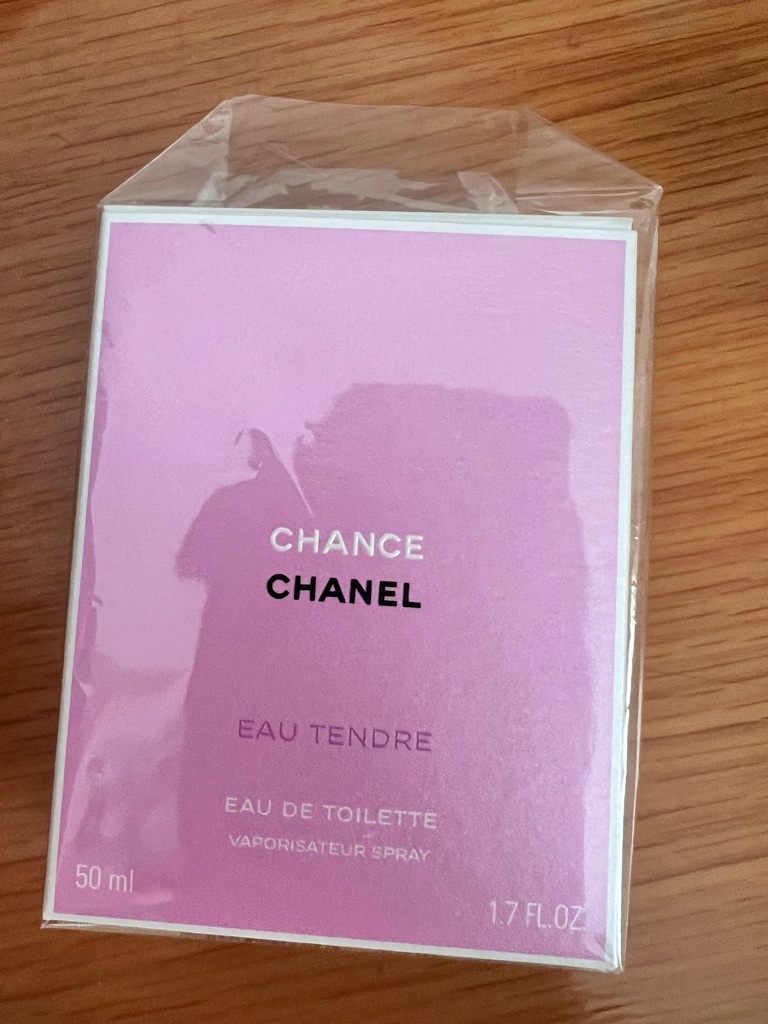 CHANCE
CHANEL
EAU TENDRE
EAU DE TOILETTE
VAPORISATEUR SPRAY
50 ml
1.7 FL.OZ.